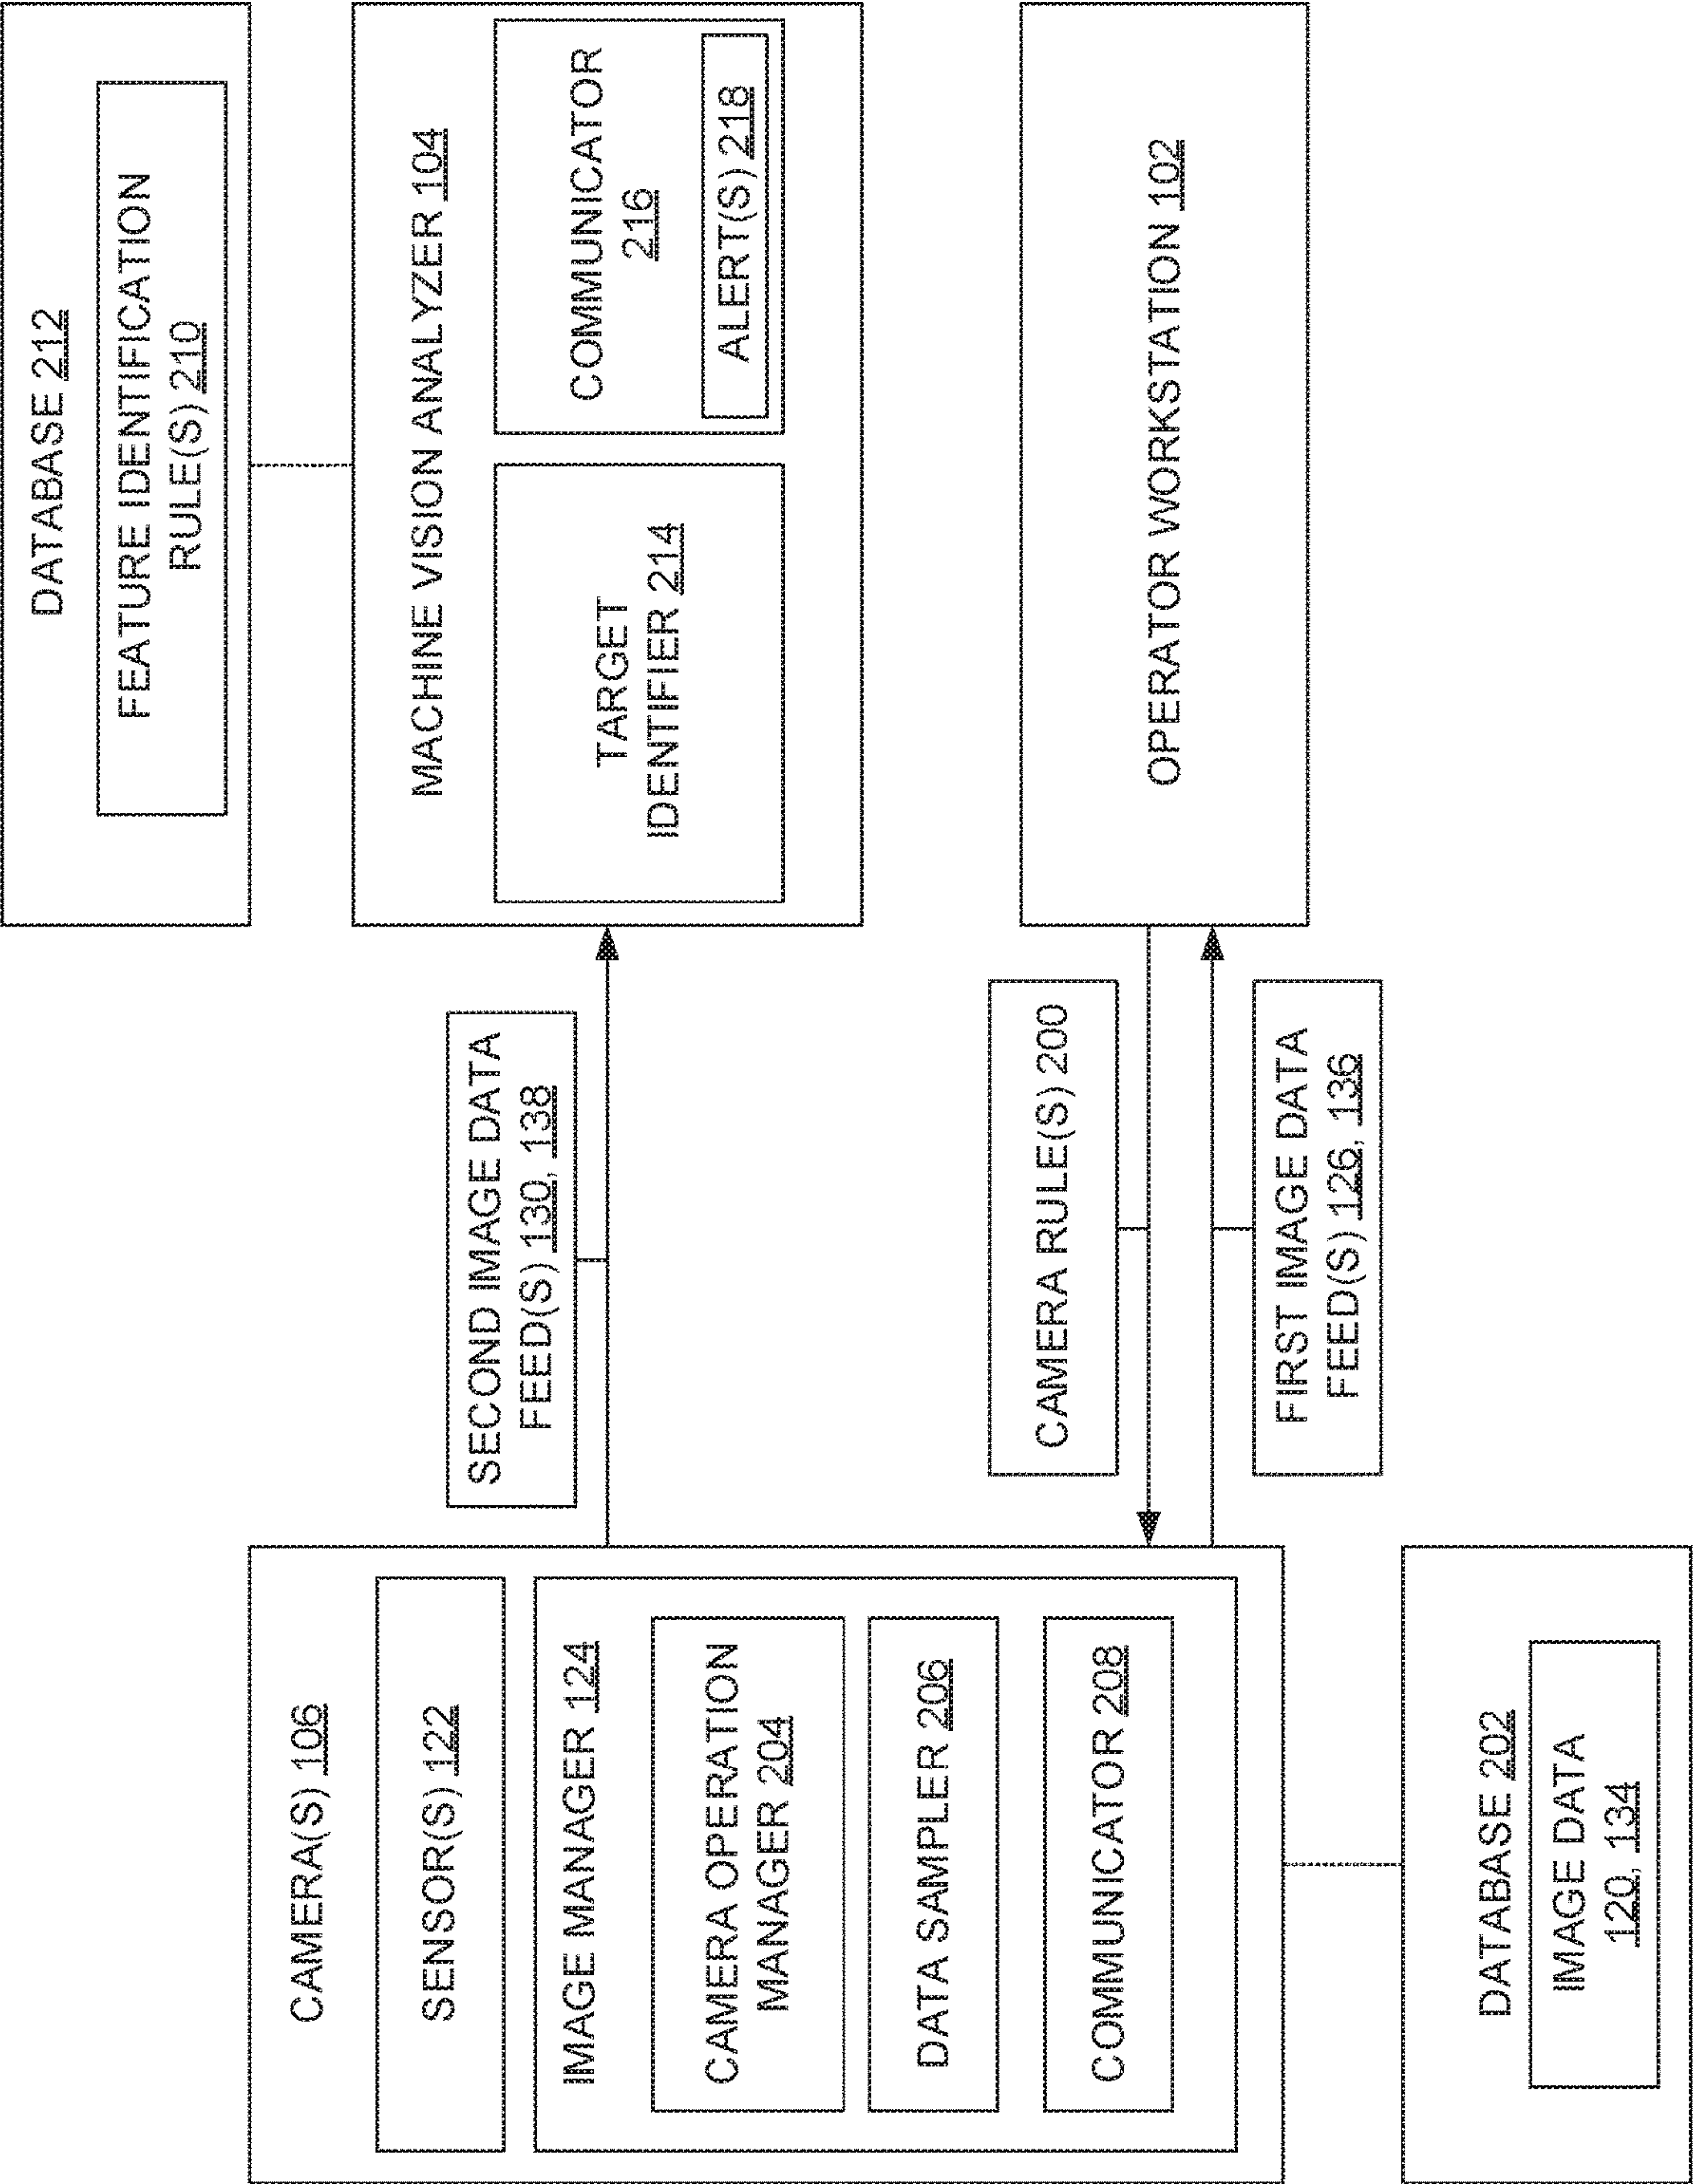 CAMERA(S) 106
SENSOR(S) 122
IMAGE MANAGER 124
CAMERA OPERATION
MANAGER 204
DATA SAMPLER 206
COMMUNICATOR 208
DATABASE 202
IMAGE DATA
120, 134
SECOND IMAGE DATA
FEED(S) 130, 138
CAMERA RULE(S) 200
FIRST IMAGE DATA
FEED(S) 126, 136
DATABASE 212
FEATURE IDENTIFICATION
RULE(S) 210
MACHINE VISION ANALYZER 104
TARGET
IDENTIFIER 214
COMMUNICATOR
216
ALERT(S) 218
OPERATOR WORKSTATION 102